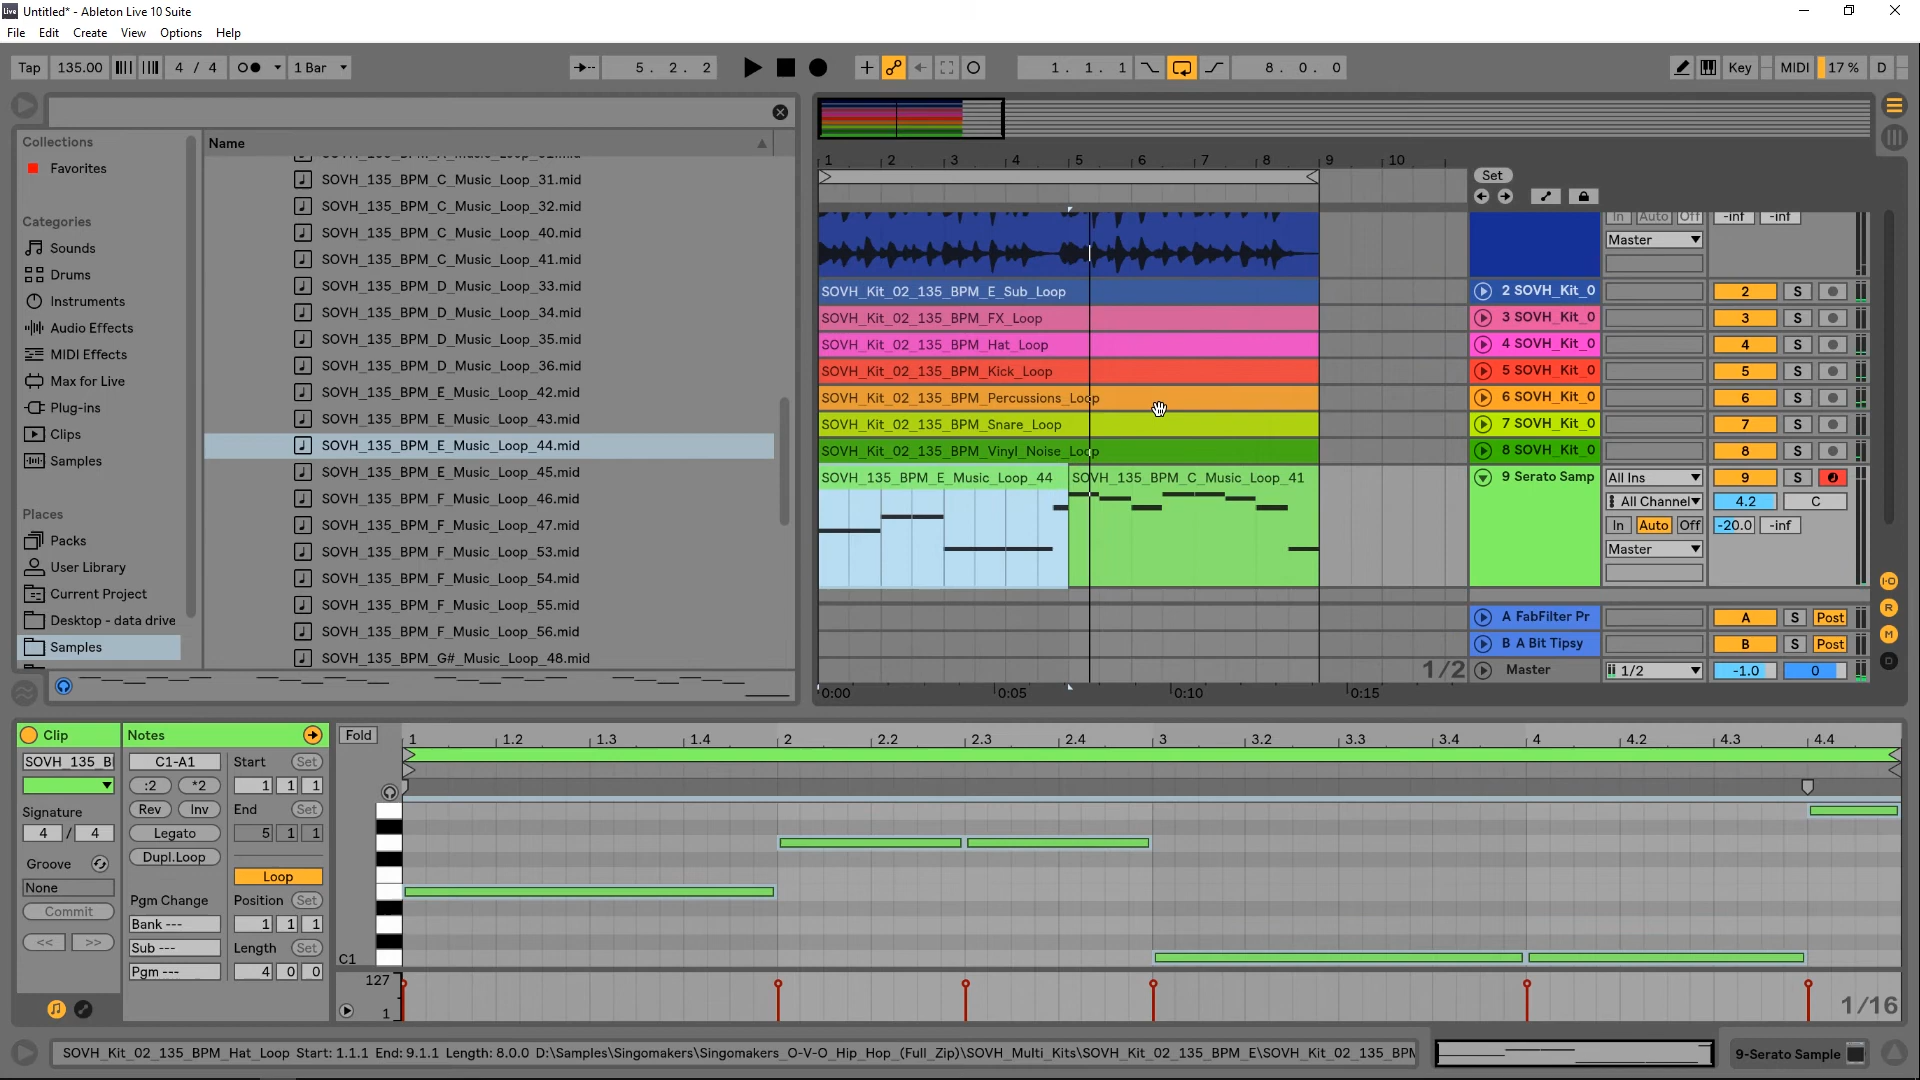 Untitled* - Ableton Live 10 Suite
File Edit Create View Options Help
Tap 135.00 4 / 4 1 Bar 5. 2. 2 1. 1. 1 8. 0. 0 Key MIDI 17 % D
Collections
Favorites
Categories
Sounds
Drums
Instruments
Audio Effects
MIDI Effects
Max for Live
Plug-ins
Clips
Samples
Places
Packs
User Library
Current Project
Desktop - data drive
Samples
Name
SOVH_135_BPM_C_Music_Loop_31.mid
SOVH_135_BPM_C_Music_Loop_32.mid
SOVH_135_BPM_C_Music_Loop_40.mid
SOVH_135_BPM_C_Music_Loop_41.mid
SOVH_135_BPM_D_Music_Loop_33.mid
SOVH_135_BPM_D_Music_Loop_34.mid
SOVH_135_BPM_D_Music_Loop_35.mid
SOVH_135_BPM_D_Music_Loop_36.mid
SOVH_135_BPM_E_Music_Loop_42.mid
SOVH_135_BPM_E_Music_Loop_43.mid
SOVH_135_BPM_E_Music_Loop_44.mid
SOVH_135_BPM_E_Music_Loop_45.mid
SOVH_135_BPM_F_Music_Loop_46.mid
SOVH_135_BPM_F_Music_Loop_47.mid
SOVH_135_BPM_F_Music_Loop_53.mid
SOVH_135_BPM_F_Music_Loop_54.mid
SOVH_135_BPM_F_Music_Loop_55.mid
SOVH_135_BPM_F_Music_Loop_56.mid
SOVH_135_BPM_G#_Music_Loop_48.mid
1 2 3 4 5 6 7 8 9 10
Set
In Auto Off -inf -inf
Master
SOVH_Kit_02_135_BPM_E_Sub_Loop 2 SOVH_Kit_0 2 S
SOVH_Kit_02_135_BPM_FX_Loop 3 SOVH_Kit_0 3 S
SOVH_Kit_02_135_BPM_Hat_Loop 4 SOVH_Kit_0 4 S
SOVH_Kit_02_135_BPM_Kick_Loop 5 SOVH_Kit_0 5 S
SOVH_Kit_02_135_BPM_Percussions_Loop 6 SOVH_Kit_0 6 S
SOVH_Kit_02_135_BPM_Snare_Loop 7 SOVH_Kit_0 7 S
SOVH_Kit_02_135_BPM_Vinyl_Noise_Loop 8 SOVH_Kit_0 8 S
SOVH_135_BPM_E_Music_Loop_44 SOVH_135_BPM_C_Music_Loop_41 9 Serato Samp All Ins 9 S
All Channel 4.2 C
In Auto Off -20.0 -inf
Master
A FabFilter Pr A S Post
B A Bit Tipsy B S Post
1/2 Master 1/2 -1.0 0
0:00 0:05 0:10 0:15
Clip
SOVH_135_B
Signature
4 / 4
Groove
None
Commit
<< >>
Notes
C1-A1
:2 *2
Rev Inv
Legato
Dupl.Loop
Pgm Change
Bank ---
Sub ---
Pgm ---
Start Set
1 1 1
End Set
5 1 1
Loop
Position Set
1 1 1
Length Set
4 0 0
Fold 1 1.2 1.3 1.4 2 2.2 2.3 2.4 3 3.2 3.3 3.4 4 4.2 4.3 4.4
C1
127
1 1/16
SOVH_Kit_02_135_BPM_Hat_Loop Start: 1.1.1 End: 9.1.1 Length: 8.0.0 D:\Samples\Singomakers\Singomakers_O-V-O_Hip_Hop_(Full_Zip)\SOVH_Multi_Kits\SOVH_Kit_02_135_BPM_E\SOVH_Kit_02_135_BPM
9-Serato Sample